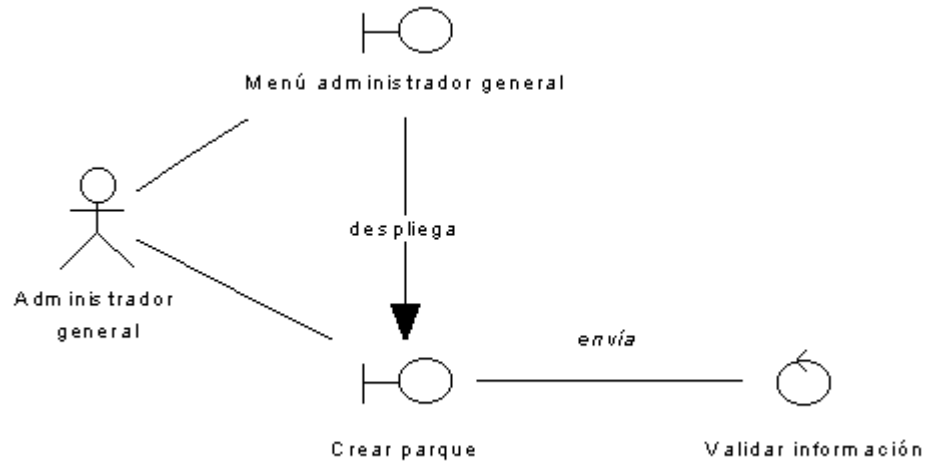 Menú administrador general
despliega
Administrador
general
envía
Crear parque
Validar información